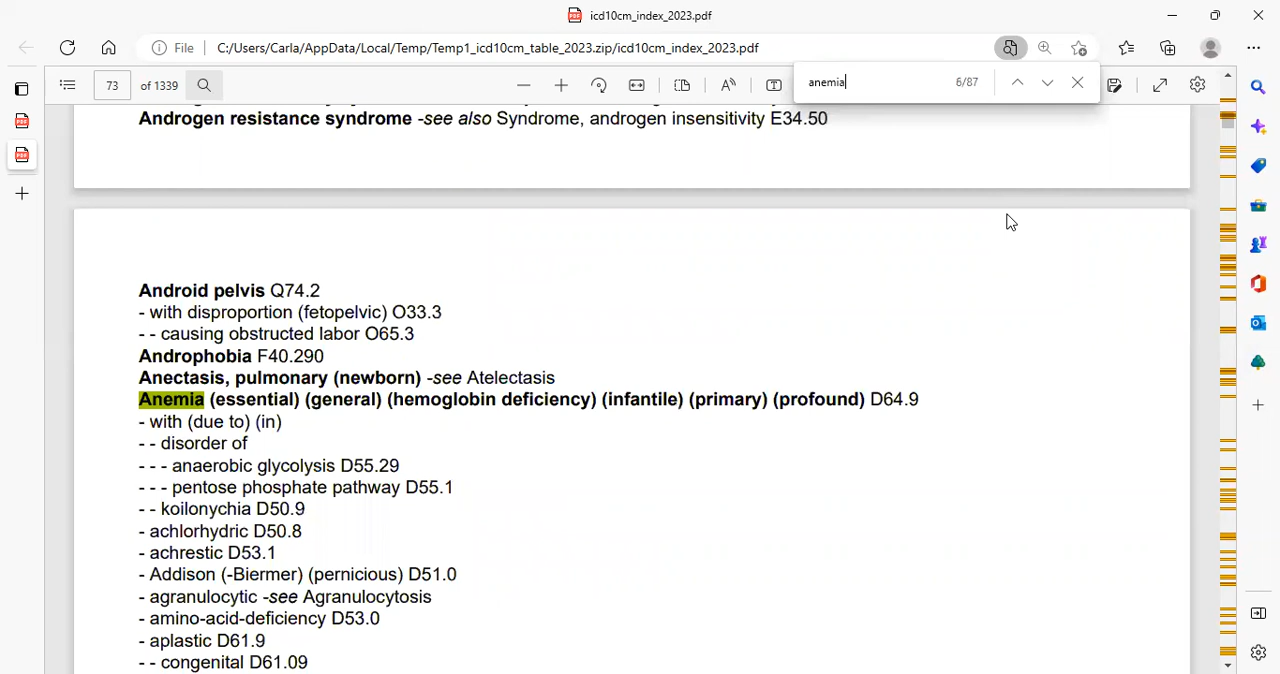 icd10cm_index_2023.pdf
File C:/Users/Carla/AppData/Local/Temp/Temp1_icd10cm_table_2023.zip/icd10cm_index_2023.pdf
73 of 1339
anemia 6/87
Androgen resistance syndrome -see also Syndrome, androgen insensitivity E34.50
Android pelvis Q74.2
- with disproportion (fetopelvic) O33.3
- - causing obstructed labor O65.3
Androphobia F40.290
Anectasis, pulmonary (newborn) -see Atelectasis
Anemia (essential) (general) (hemoglobin deficiency) (infantile) (primary) (profound) D64.9
- with (due to) (in)
- - disorder of
- - - anaerobic glycolysis D55.29
- - - pentose phosphate pathway D55.1
- - koilonychia D50.9
- achlorhydric D50.8
- achrestic D53.1
- Addison (-Biermer) (pernicious) D51.0
- agranulocytic -see Agranulocytosis
- amino-acid-deficiency D53.0
- aplastic D61.9
- - congenital D61.09